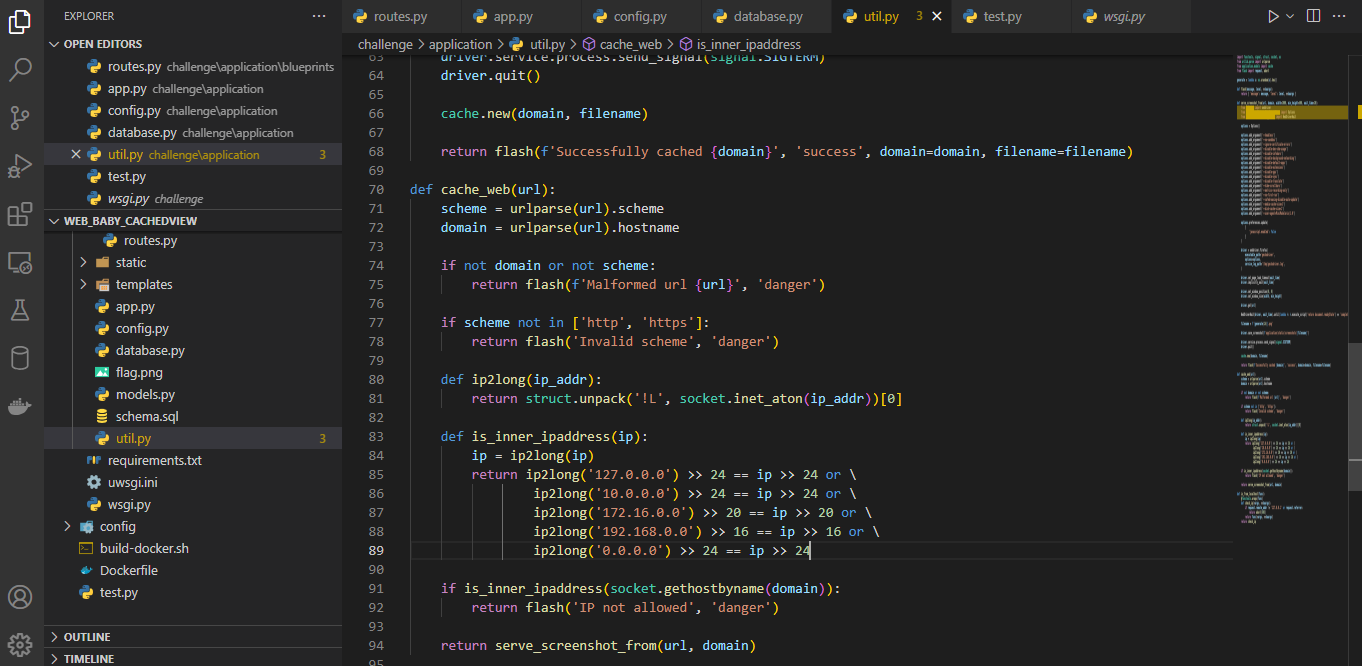 EXPLORER
OPEN EDITORS
routes.py challenge\application\blueprints
app.py challenge\application
config.py challenge\application
database.py challenge\application
util.py challenge\application 3
test.py
wsgi.py challenge
WEB_BABY_CACHEDVIEW
routes.py
static
templates
app.py
config.py
database.py
flag.png
models.py
schema.sql
util.py 3
requirements.txt
uwsgi.ini
wsgi.py
config
build-docker.sh
Dockerfile
test.py
OUTLINE
TIMELINE
routes.py app.py config.py database.py util.py 3 test.py wsgi.py
challenge > application > util.py > cache_web > is_inner_ipaddress
63 driver.service.process.send_signal(signal.SIGTERM)
64 driver.quit()
65
66 cache.new(domain, filename)
67
68 return flash(f'Successfully cached {domain}', 'success', domain=domain, filename=filename)
69
70 def cache_web(url):
71 scheme = urlparse(url).scheme
72 domain = urlparse(url).hostname
73
74 if not domain or not scheme:
75 return flash(f'Malformed url {url}', 'danger')
76
77 if scheme not in ['http', 'https']:
78 return flash('Invalid scheme', 'danger')
79
80 def ip2long(ip_addr):
81 return struct.unpack('!L', socket.inet_aton(ip_addr))[0]
82
83 def is_inner_ipaddress(ip):
84 ip = ip2long(ip)
85 return ip2long('127.0.0.0') >> 24 == ip >> 24 or \
86 ip2long('10.0.0.0') >> 24 == ip >> 24 or \
87 ip2long('172.16.0.0') >> 20 == ip >> 20 or \
88 ip2long('192.168.0.0') >> 16 == ip >> 16 or \
89 ip2long('0.0.0.0') >> 24 == ip >> 24
90
91 if is_inner_ipaddress(socket.gethostbyname(domain)):
92 return flash('IP not allowed', 'danger')
93
94 return serve_screenshot_from(url, domain)
95